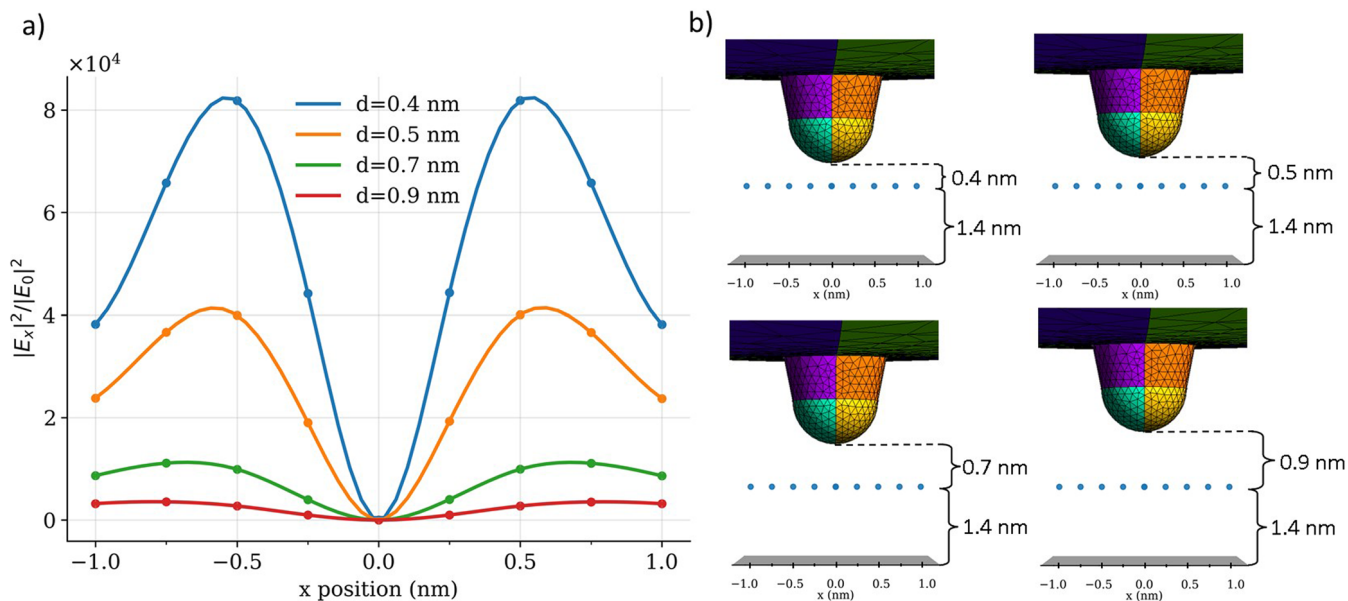 a)
×10⁴
8
6
4
2
0
|Eₓ|²/|E₀|²
d=0.4 nm
d=0.5 nm
d=0.7 nm
d=0.9 nm
−1.0 −0.5 0.0 0.5 1.0
x position (nm)
b)
0.4 nm
1.4 nm
−1.0 −0.5 0.0 0.5 1.0
x (nm)
0.5 nm
1.4 nm
−1.0 −0.5 0.0 0.5 1.0
x (nm)
0.7 nm
1.4 nm
−1.0 −0.5 0.0 0.5 1.0
x (nm)
0.9 nm
1.4 nm
−1.0 −0.5 0.0 0.5 1.0
x (nm)